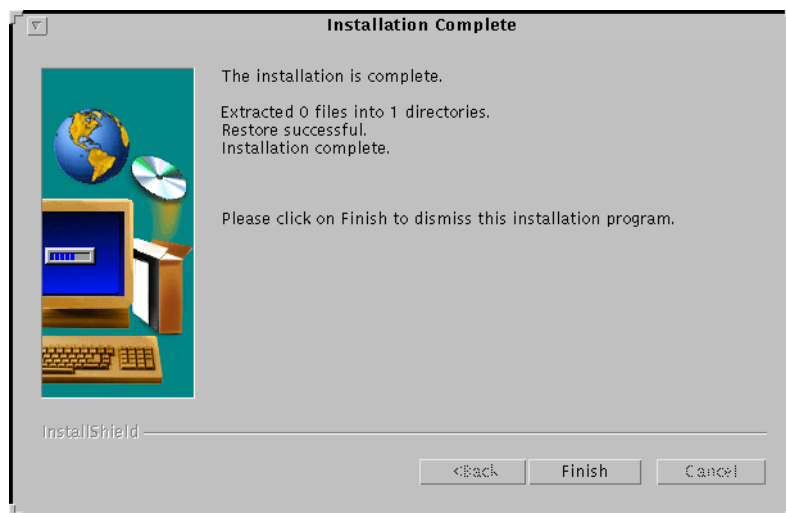 Installation Complete
The installation is complete.
Extracted 0 files into 1 directories.
Restore successful.
Installation complete.
Please click on Finish to dismiss this installation program.
InstallShield
<Back Finish Cancel